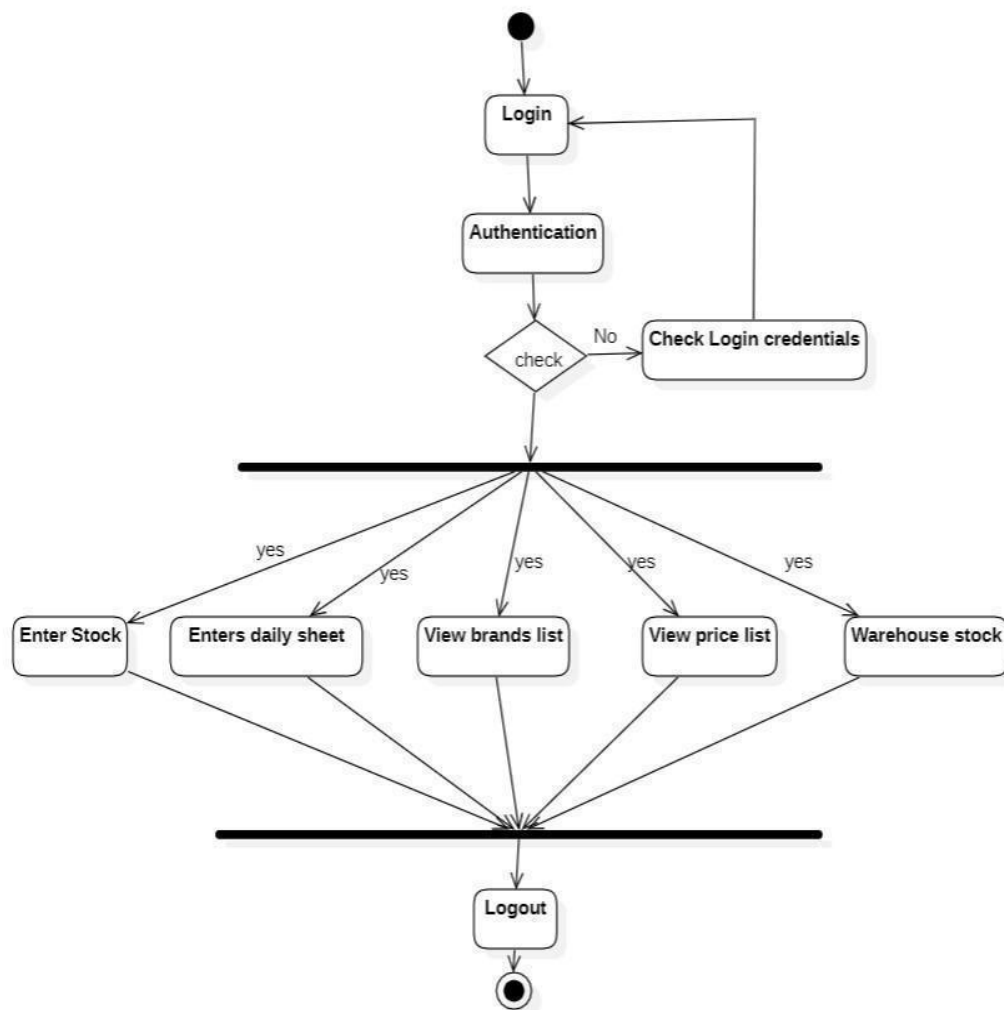 Login
Authentication
check
No
Check Login credentials
yes
yes
yes
yes
yes
Enter Stock
Enters daily sheet
View brands list
View price list
Warehouse stock
Logout